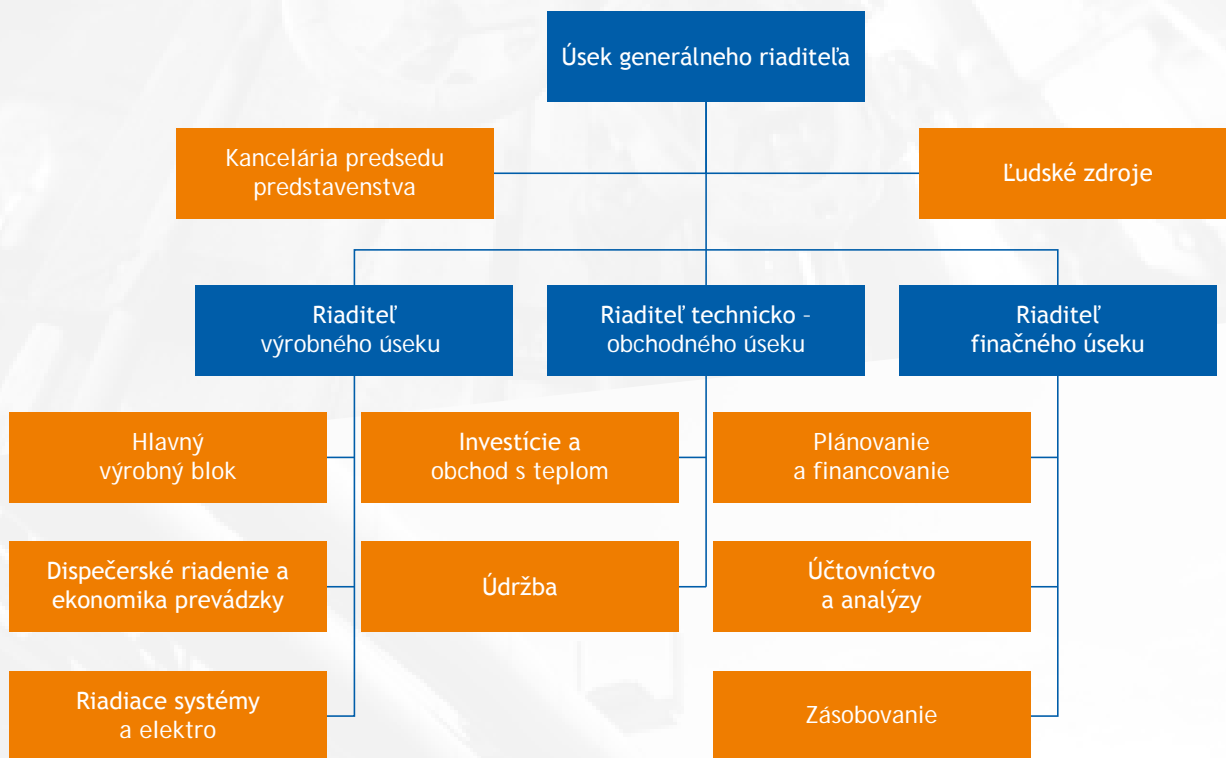 Úsek generálneho riaditeľa
Kancelária predsedu
predstavenstva
Ľudské zdroje
Riaditeľ
výrobného úseku
Riaditeľ technicko –
obchodného úseku
Riaditeľ
finačného úseku
Hlavný
výrobný blok
Investície a
obchod s teplom
Plánovanie
a financovanie
Dispečerské riadenie a
ekonomika prevádzky
Údržba
Účtovníctvo
a analýzy
Riadiace systémy
a elektro
Zásobovanie